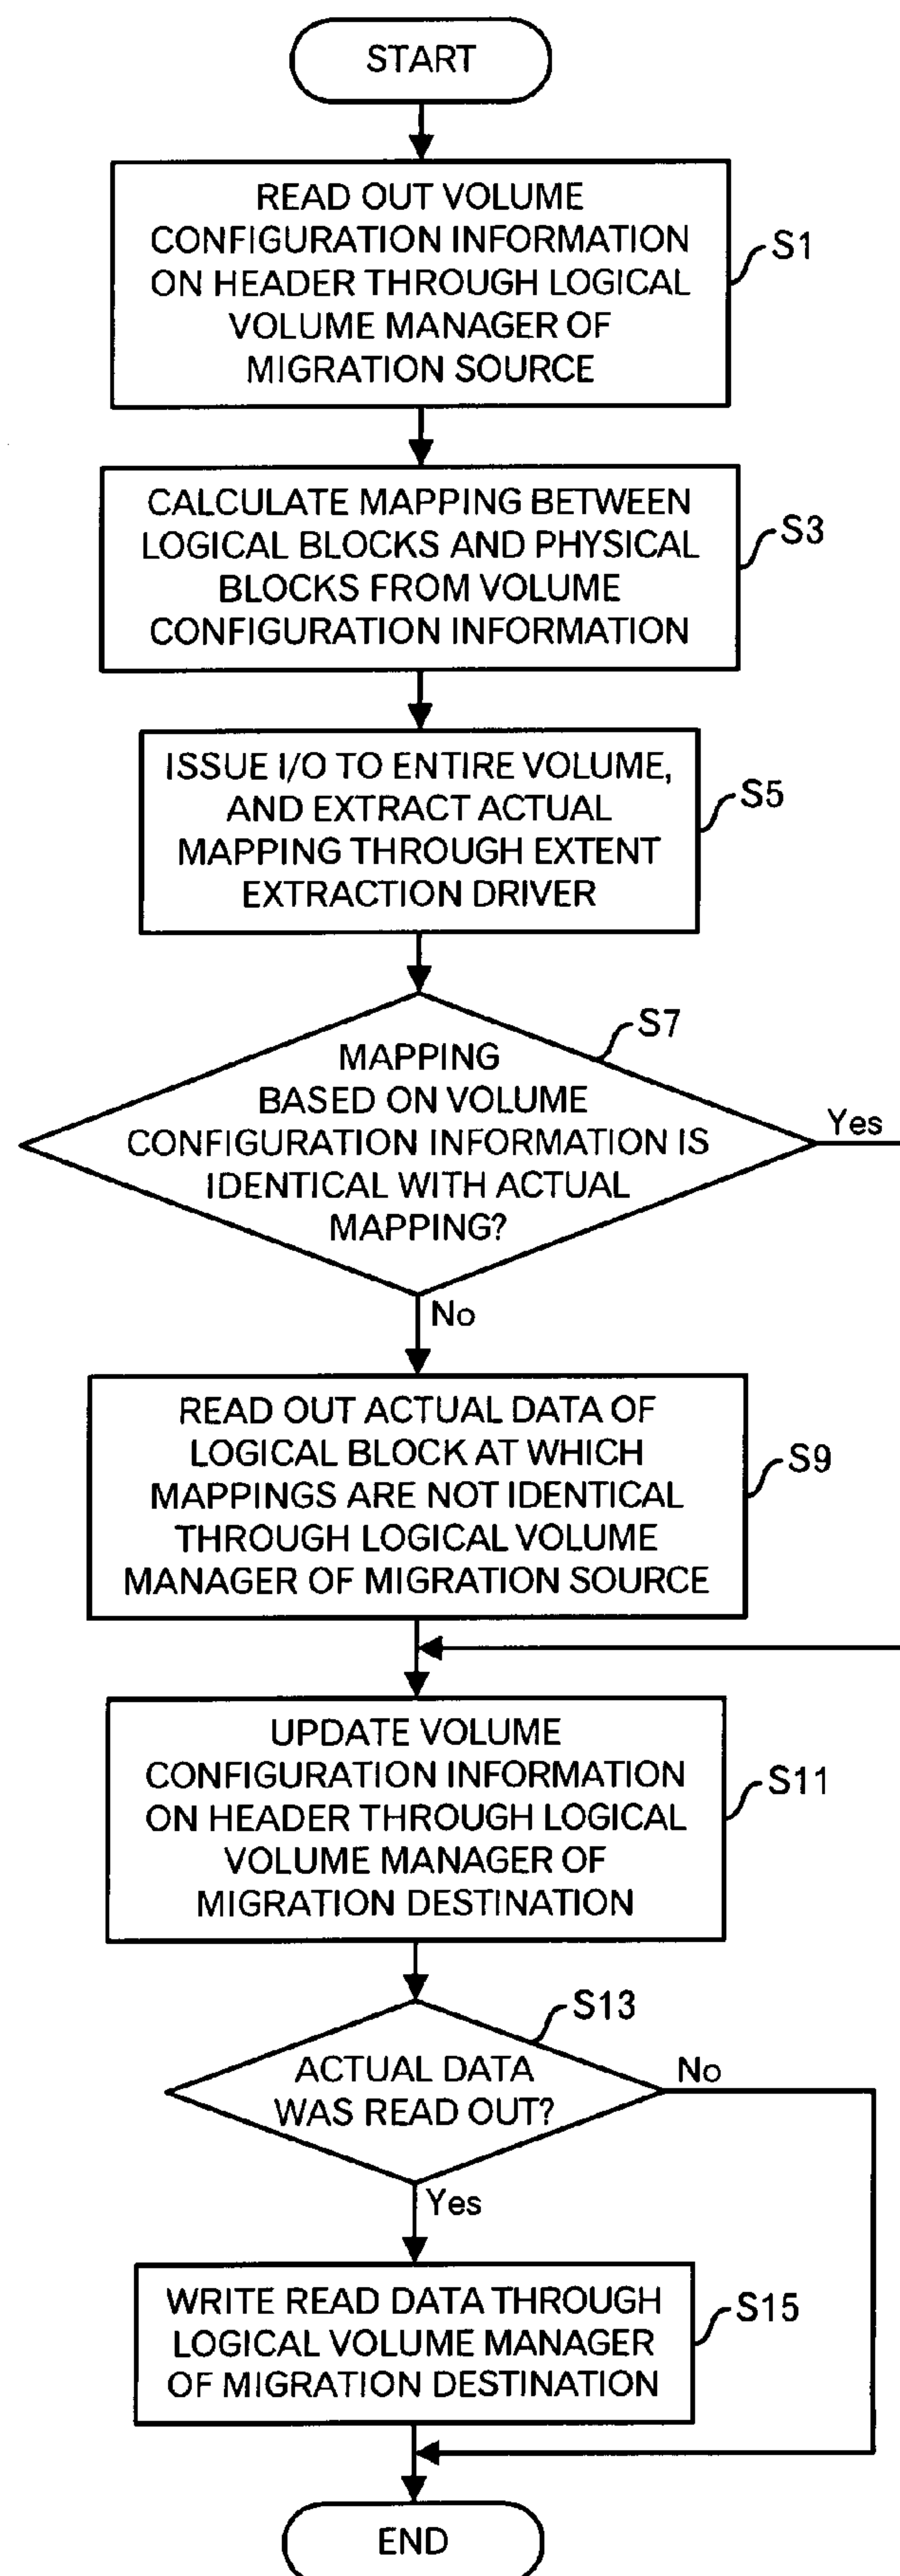 START
READ OUT VOLUME
CONFIGURATION INFORMATION
ON HEADER THROUGH LOGICAL
VOLUME MANAGER OF
MIGRATION SOURCE
S1
CALCULATE MAPPING BETWEEN
LOGICAL BLOCKS AND PHYSICAL
BLOCKS FROM VOLUME
CONFIGURATION INFORMATION
S3
ISSUE I/O TO ENTIRE VOLUME,
AND EXTRACT ACTUAL
MAPPING THROUGH EXTENT
EXTRACTION DRIVER
S5
S7
MAPPING
BASED ON VOLUME
CONFIGURATION INFORMATION IS
IDENTICAL WITH ACTUAL
MAPPING?
Yes
No
READ OUT ACTUAL DATA OF
LOGICAL BLOCK AT WHICH
MAPPINGS ARE NOT IDENTICAL
THROUGH LOGICAL VOLUME
MANAGER OF MIGRATION SOURCE
S9
UPDATE VOLUME
CONFIGURATION INFORMATION
ON HEADER THROUGH LOGICAL
VOLUME MANAGER OF
MIGRATION DESTINATION
S11
S13
ACTUAL DATA
WAS READ OUT?
No
Yes
WRITE READ DATA THROUGH
LOGICAL VOLUME MANAGER
OF MIGRATION DESTINATION
S15
END